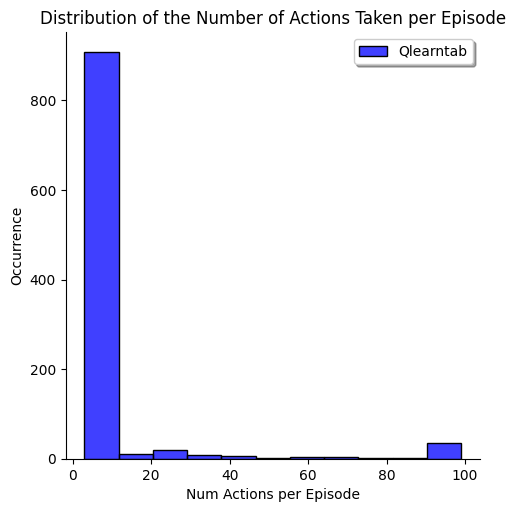 Distribution of the Number of Actions Taken per Episode
Qlearntab
800
600
400
200
0
Occurrence
0 20 40 60 80 100
Num Actions per Episode